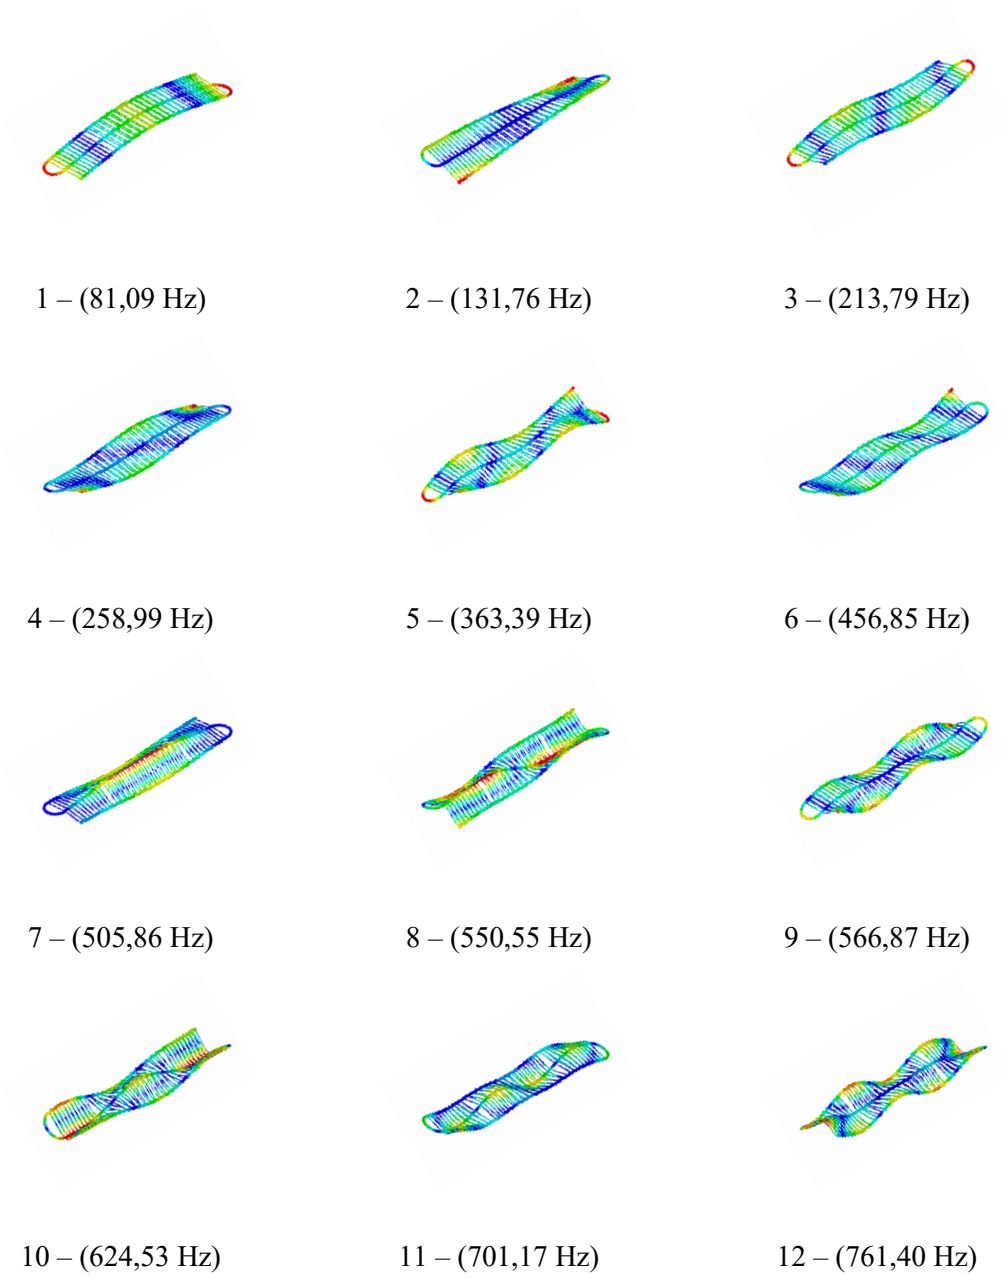 1 – (81,09 Hz)
2 – (131,76 Hz)
3 – (213,79 Hz)
4 – (258,99 Hz)
5 – (363,39 Hz)
6 – (456,85 Hz)
7 – (505,86 Hz)
8 – (550,55 Hz)
9 – (566,87 Hz)
10 – (624,53 Hz)
11 – (701,17 Hz)
12 – (761,40 Hz)